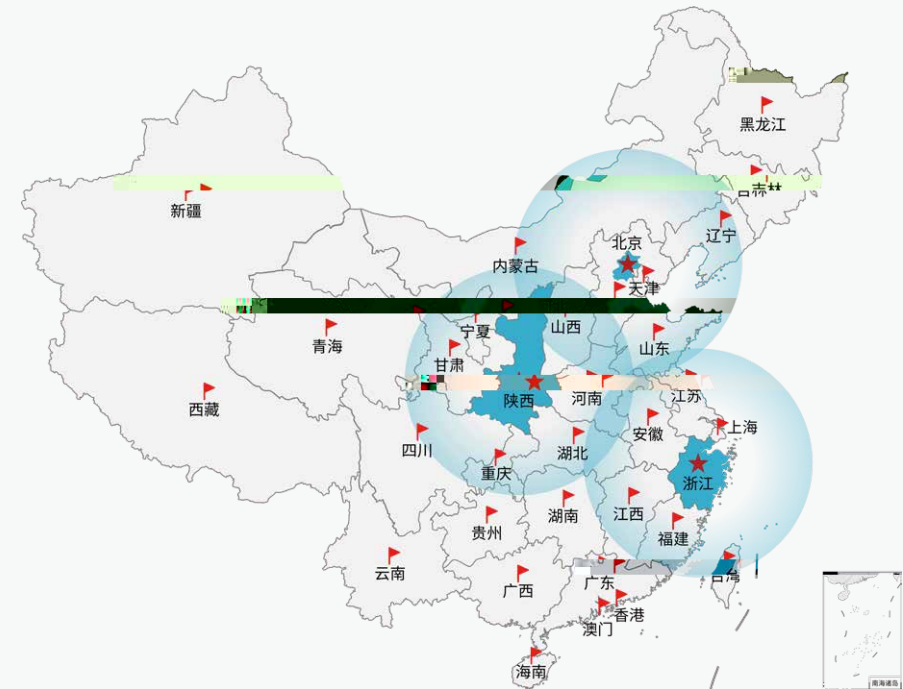 黑龙江
吉林
新疆
辽宁
北京
内蒙古
天津
山西
宁夏
青海
山东
甘肃
河南
江苏
陕西
西藏
上海
安徽
四川
湖北
重庆
浙江
湖南
江西
贵州
福建
云南
台湾
广东
广西
香港
澳门
海南
南海诸岛